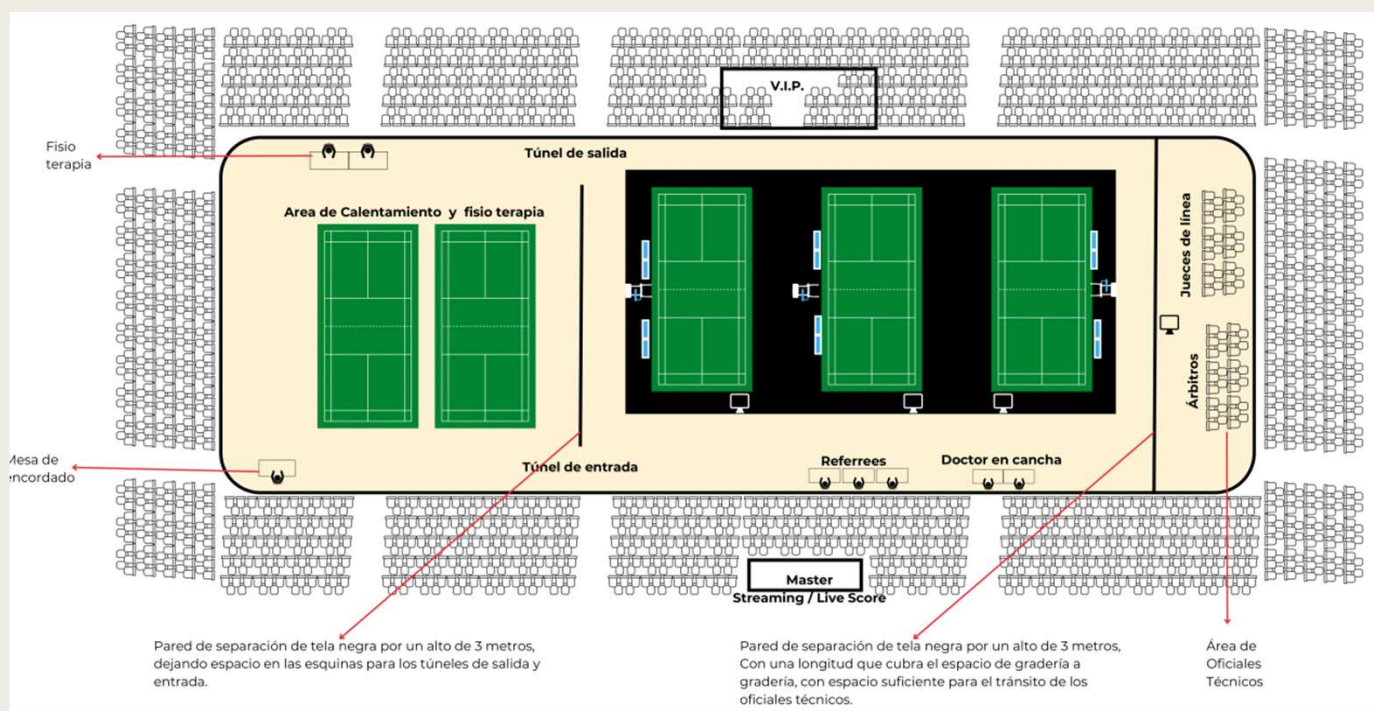 V.I.P.
Fisio
terapia
Túnel de salida
Area de Calentamiento y fisio terapia
Jueces de línea
Árbitros
Mesa de
encordado
Túnel de entrada
Referrees
Doctor en cancha
Master
Streaming / Live Score
Pared de separación de tela negra por un alto de 3 metros,
dejando espacio en las esquinas para los túneles de salida y
entrada.
Pared de separación de tela negra por un alto de 3 metros,
Con una longitud que cubra el espacio de gradería a
gradería, con espacio suficiente para el tránsito de los
oficiales técnicos.
Área de
Oficiales
Técnicos